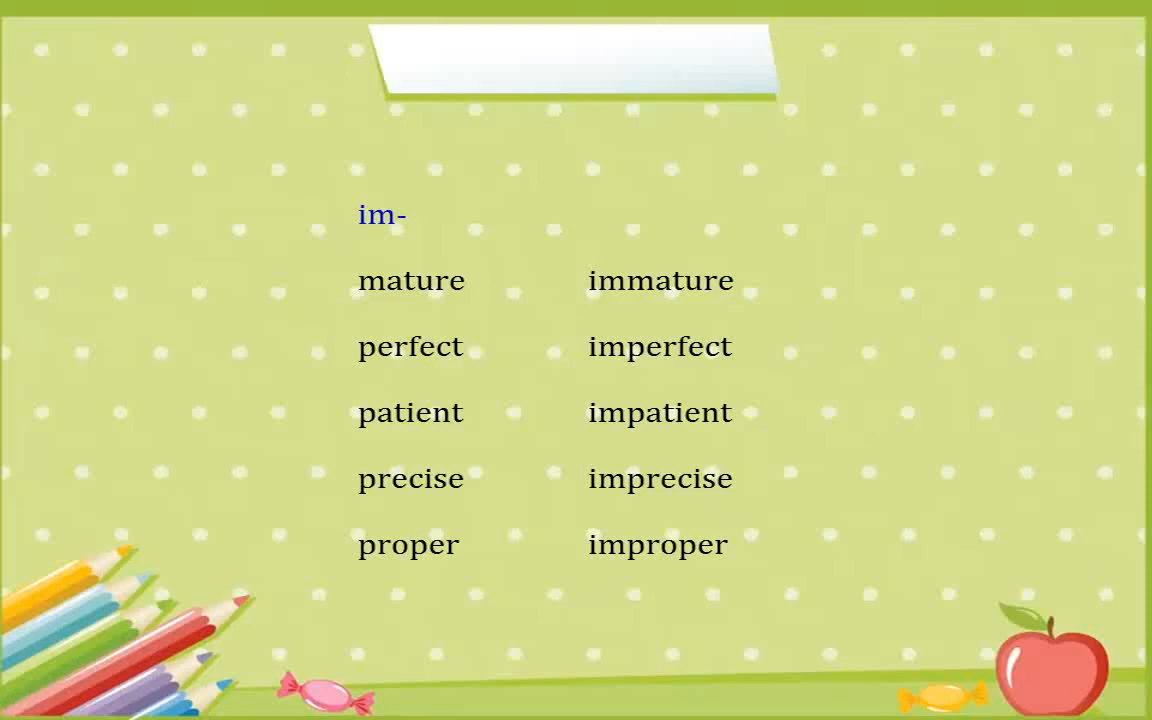 im-
mature immature
perfect imperfect
patient impatient
precise imprecise
proper improper